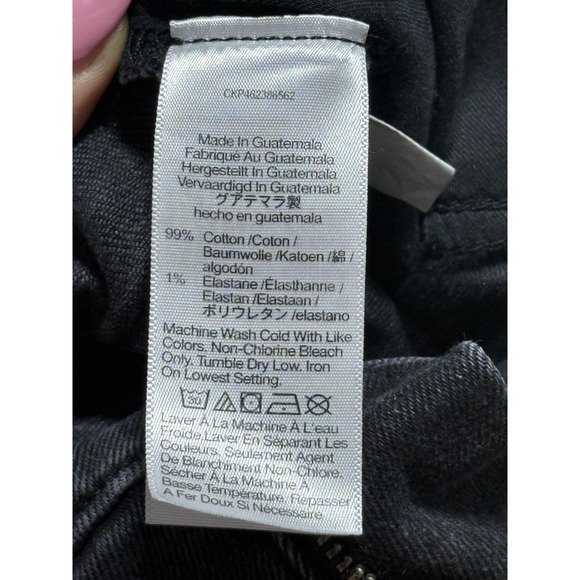 CKP462386562
Made In Guatemala
Fabriqué Au Guatemala
Hergestellt In Guatemala
Vervaardigd In Guatemala
グアテマラ製
hecho en guatemala
99% Cotton /Coton /
Baumwolle /Katoen /綿 /
algodón
1% Elastane /Élasthanne /
Elastan /Elastaan /
ポリウレタン /elastano
Machine Wash Cold With Like
Colors. Non-Chlorine Bleach
Only. Tumble Dry Low. Iron
On Lowest Setting.
30
Laver À La Machine À L'eau
Froide Laver En Séparant Les
Couleurs, Seulement Agent
De Blanchiment Non-Chlore.
Sécher À La Machine À
Basse Température. Repasser
A Fer Doux Si Nécessaire.